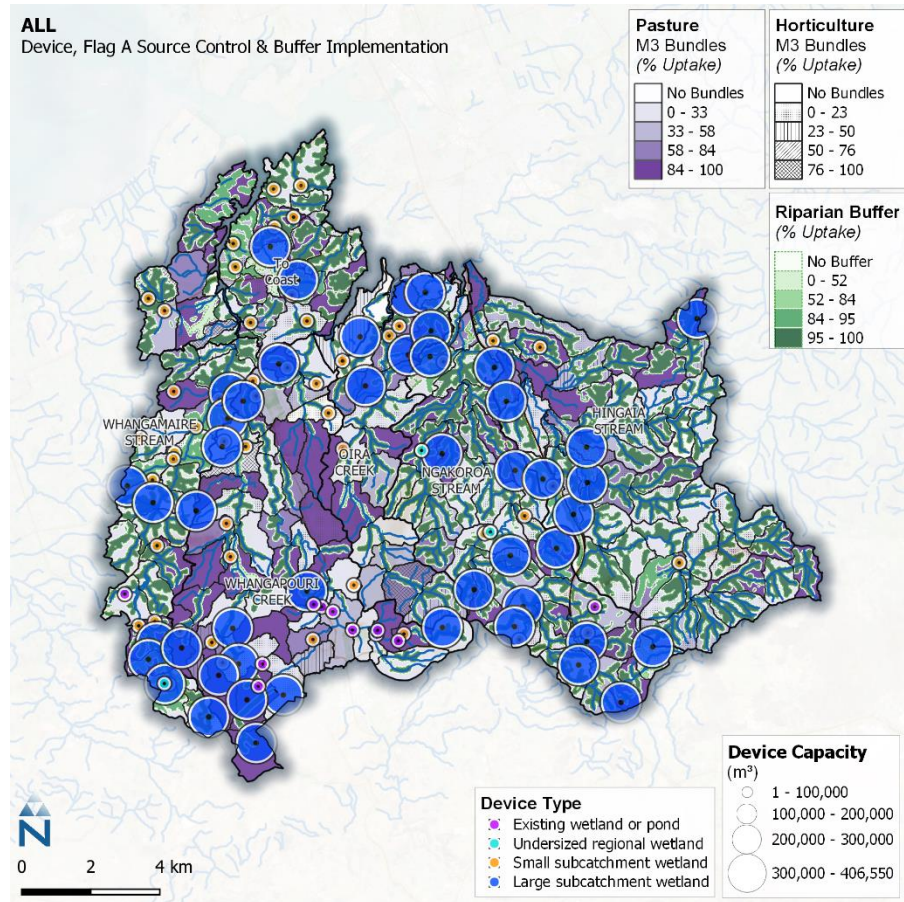 ALL
Device, Flag A Source Control & Buffer Implementation
Pasture
M3 Bundles
(% Uptake)
No Bundles
0 - 33
33 - 58
58 - 84
84 - 100
Horticulture
M3 Bundles
(% Uptake)
No Bundles
0 - 23
23 - 50
50 - 76
76 - 100
Riparian Buffer
(% Uptake)
No Buffer
0 - 52
52 - 84
84 - 95
95 - 100
To
Coast
WHANGAMAIRE
STREAM
OIRA
CREEK
NGAKOROA
STREAM
HINGAIA
STREAM
WHANGAPOURI
CREEK
N
0 2 4 km
Device Type
Existing wetland or pond
Undersized regional wetland
Small subcatchment wetland
Large subcatchment wetland
Device Capacity
(m³)
1 - 100,000
100,000 - 200,000
200,000 - 300,000
300,000 - 406,550